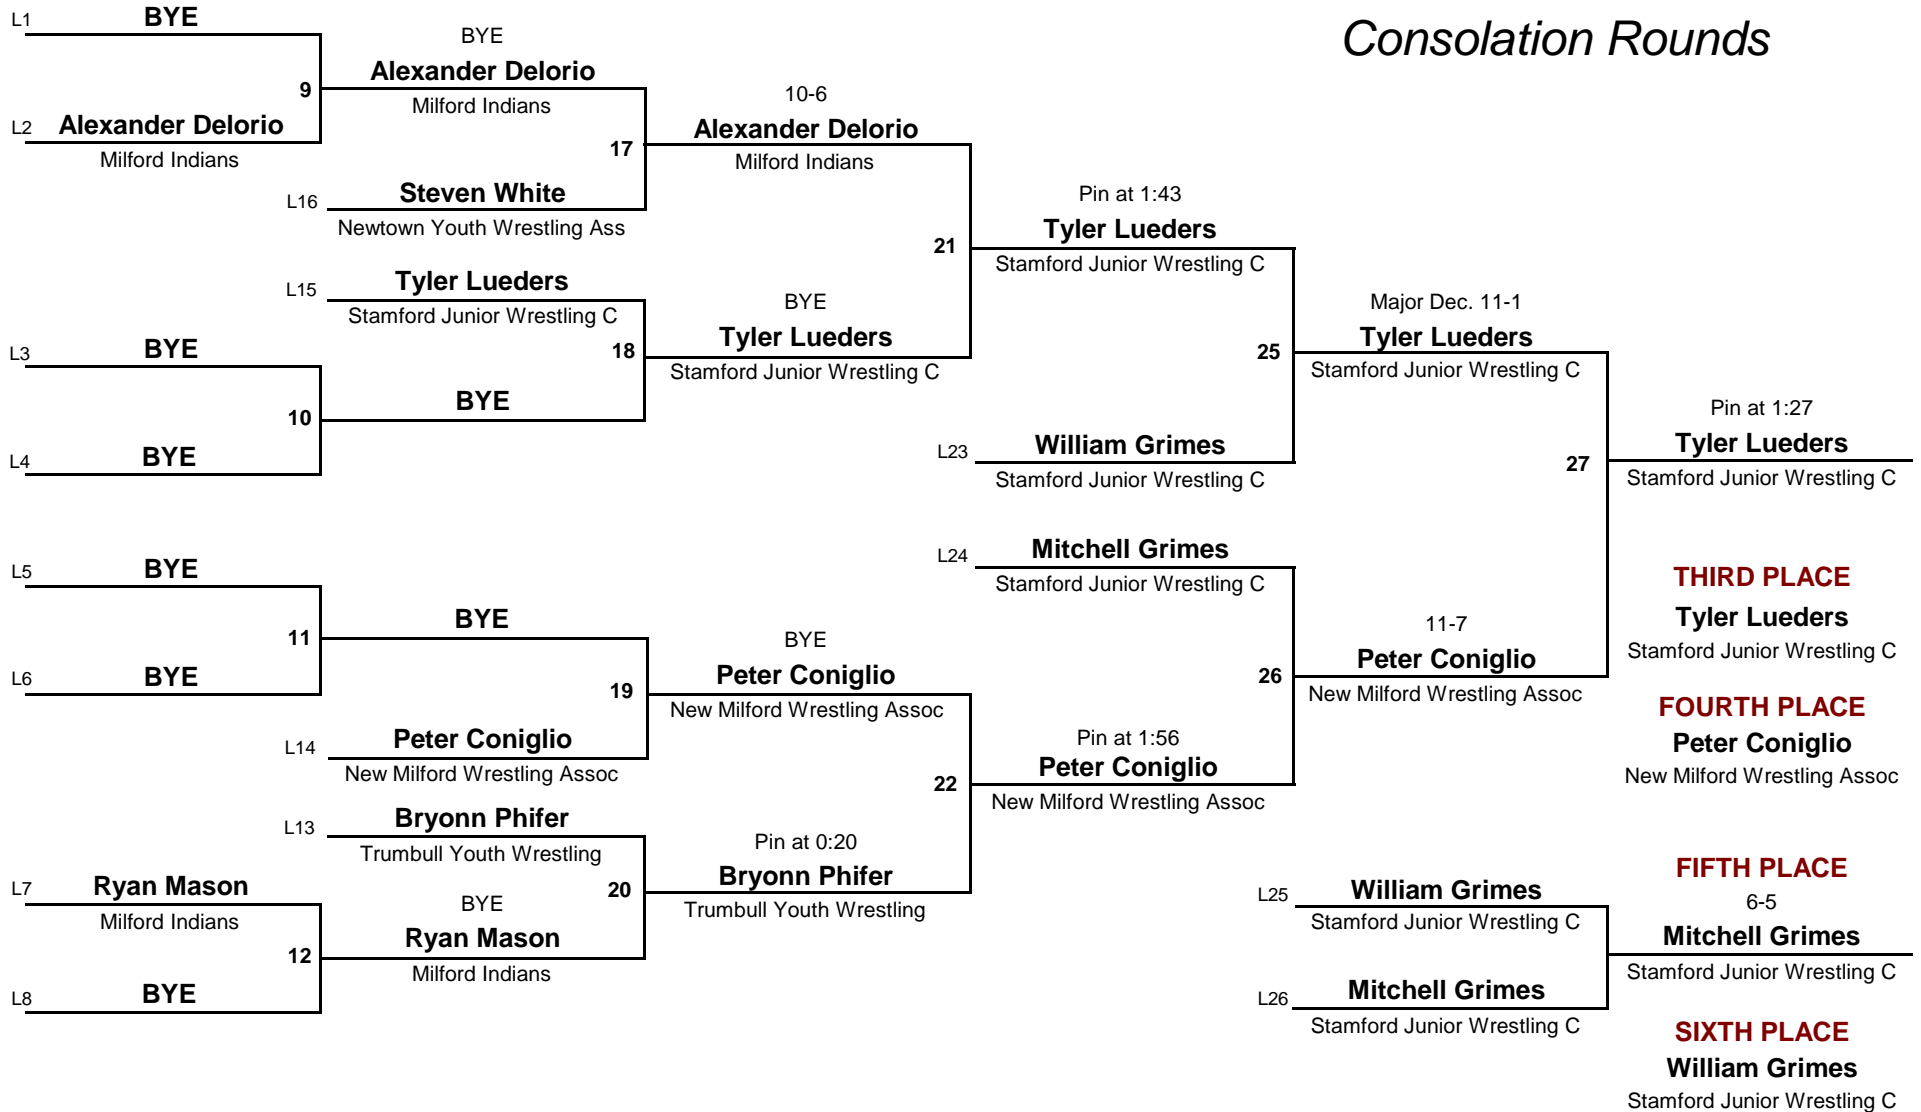 Consolation Rounds
L1 BYE
9
L2 Alexander Delorio
Milford Indians
L3 BYE
10
L4 BYE
L5 BYE
11
L6 BYE
L7 Ryan Mason
Milford Indians
12
L8 BYE
BYE
Alexander Delorio
Milford Indians
17
L16 Steven White
Newtown Youth Wrestling Ass
L15 Tyler Lueders
Stamford Junior Wrestling C
18
BYE
BYE
19
L14 Peter Coniglio
New Milford Wrestling Assoc
L13 Bryonn Phifer
Trumbull Youth Wrestling
20
BYE
Ryan Mason
Milford Indians
10-6
Alexander Delorio
Milford Indians
21
BYE
Tyler Lueders
Stamford Junior Wrestling C
BYE
Peter Coniglio
New Milford Wrestling Assoc
22
Pin at 0:20
Bryonn Phifer
Trumbull Youth Wrestling
Pin at 1:43
Tyler Lueders
Stamford Junior Wrestling C
25
L23 William Grimes
Stamford Junior Wrestling C
L24 Mitchell Grimes
Stamford Junior Wrestling C
26
Pin at 1:56
Peter Coniglio
New Milford Wrestling Assoc
Major Dec. 11-1
Tyler Lueders
Stamford Junior Wrestling C
27
11-7
Peter Coniglio
New Milford Wrestling Assoc
L25 William Grimes
Stamford Junior Wrestling C
L26 Mitchell Grimes
Stamford Junior Wrestling C
Pin at 1:27
Tyler Lueders
Stamford Junior Wrestling C
THIRD PLACE
Tyler Lueders
Stamford Junior Wrestling C
FOURTH PLACE
Peter Coniglio
New Milford Wrestling Assoc
FIFTH PLACE
6-5
Mitchell Grimes
Stamford Junior Wrestling C
SIXTH PLACE
William Grimes
Stamford Junior Wrestling C